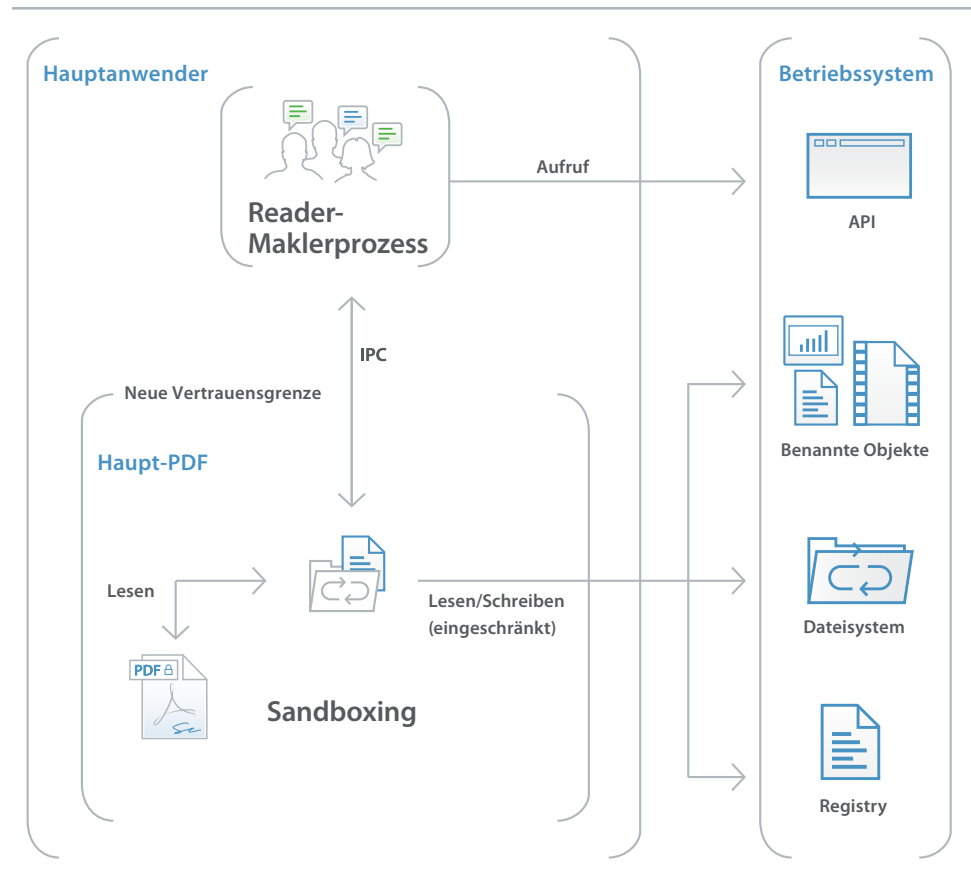 Hauptanwender
Reader-
Maklerprozess
Aufruf
IPC
Neue Vertrauensgrenze
Haupt-PDF
Lesen
PDF
Lesen/Schreiben
(eingeschränkt)
Sandboxing
Betriebssystem
API
Benannte Objekte
Dateisystem
Registry